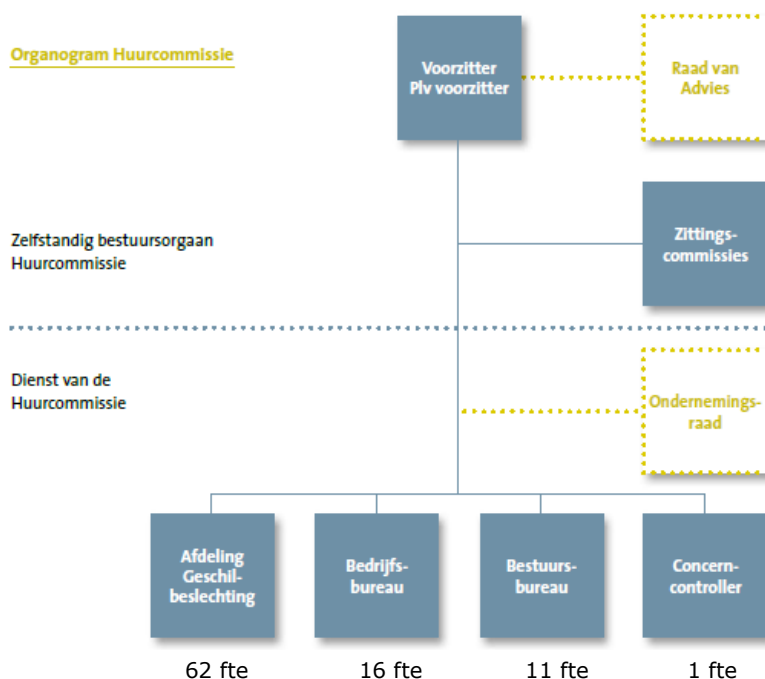 Organogram Huurcommissie
Voorzitter
Plv voorzitter
Raad van
Advies
Zelfstandig bestuursorgaan
Huurcommissie
Zittings-
commissies
Dienst van de
Huurcommissie
Ondernemings-
raad
Afdeling
Geschil-
beslechting
Bedrijfs-
bureau
Bestuurs-
bureau
Concern-
controller
62 fte
16 fte
11 fte
1 fte